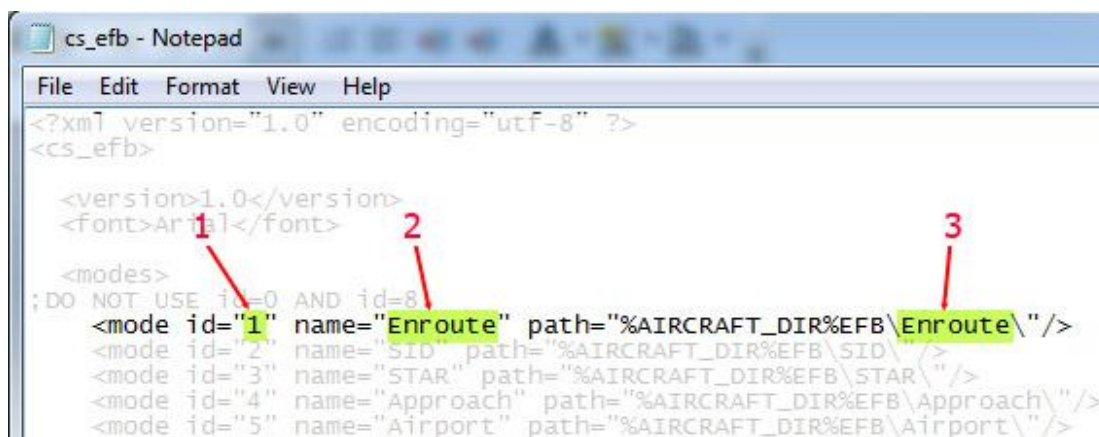 cs_efb - Notepad
File Edit Format View Help
<?xml version="1.0" encoding="utf-8" ?>
<cs_efb>
<version>1.0</version>
<font>Arial</font>
1 2 3
<modes>
;DO NOT USE id=0 AND id=8
<mode id="1" name="Enroute" path="%AIRCRAFT_DIR%EFB\Enroute\"/>
<mode id="2" name="SID" path="%AIRCRAFT_DIR%EFB\SID\"/>
<mode id="3" name="STAR" path="%AIRCRAFT_DIR%EFB\STAR\"/>
<mode id="4" name="Approach" path="%AIRCRAFT_DIR%EFB\Approach\"/>
<mode id="5" name="Airport" path="%AIRCRAFT_DIR%EFB\Airport\"/>